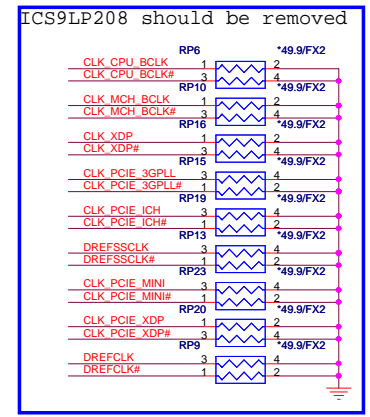 ICS9LP208 should be removed
RP6 *49.9/FX2
CLK_CPU_BCLK 1 2
CLK_CPU_BCLK# 3 4
RP10 *49.9/FX2
CLK_MCH_BCLK 1 2
CLK_MCH_BCLK# 3 4
RP16 *49.9/FX2
CLK_XDP 1 2
CLK_XDP# 3 4
RP15 *49.9/FX2
CLK_PCIE_3GPLL 3 4
CLK_PCIE_3GPLL# 1 2
RP19 *49.9/FX2
CLK_PCIE_ICH 3 4
CLK_PCIE_ICH# 1 2
RP13 *49.9/FX2
DREFSSCLK 3 4
DREFSSCLK# 1 2
RP23 *49.9/FX2
CLK_PCIE_MINI 3 4
CLK_PCIE_MINI# 1 2
RP20 *49.9/FX2
CLK_PCIE_XDP 1 2
CLK_PCIE_XDP# 3 4
RP9 *49.9/FX2
DREFCLK 3 4
DREFCLK# 1 2